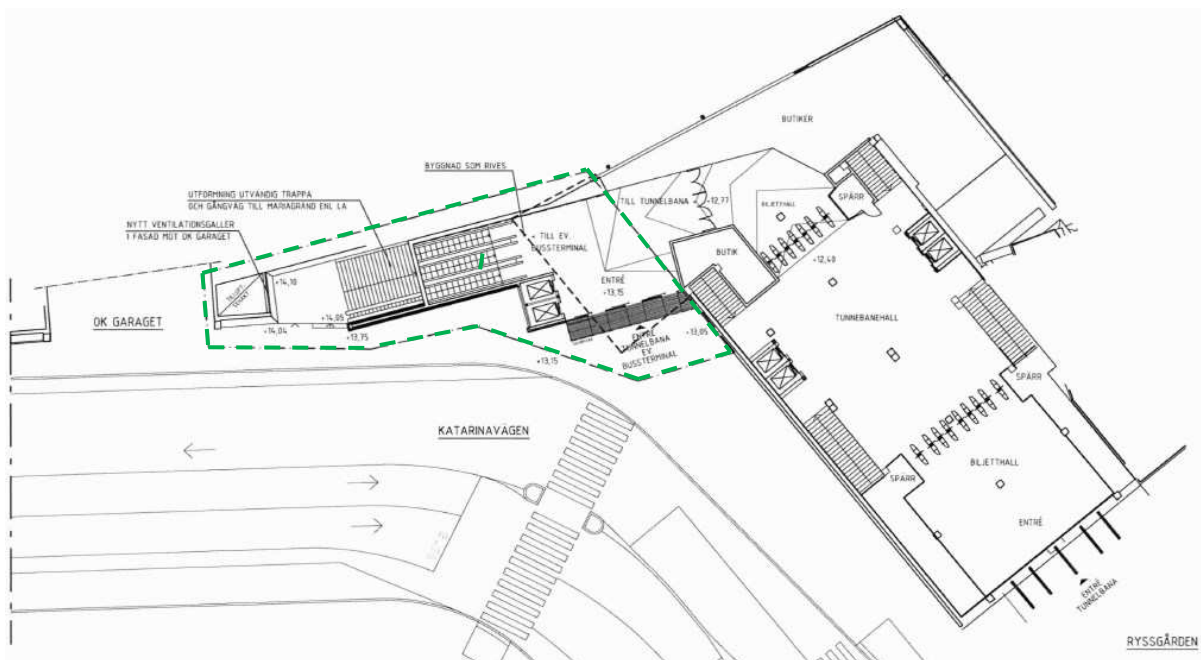 BUTIKER
BYGGNAD SOM RIVES
UTFORMNING UTVÄNDIG TRAPPA
OCH GÅNGVÄG TILL MARIAGRÄND ENL LA
NYTT VENTILATIONSGALLER
I FASAD MOT OK GARAGET
TILL TUNNELBANA
+12,77
SPÄRR
BILJETTHALL
< TILL EV.
BUSSTERMINAL
BUTIK
+12,40
+14,10
TILLUFT
SCHAKT
ENTRÉ
+13,15
OK GARAGET
+14,05
+14,04
+13,75
+13,05
TUNNELBANEHALL
ENTRÉ
TUNNELBANA
EV.
BUSSTERMINAL
+13,15
SPÄRR
KATARINAVÄGEN
BILJETTHALL
SPÄRR
ENTRÉ
ENTRÉ
TUNNELBANA
RYSSGÅRDEN